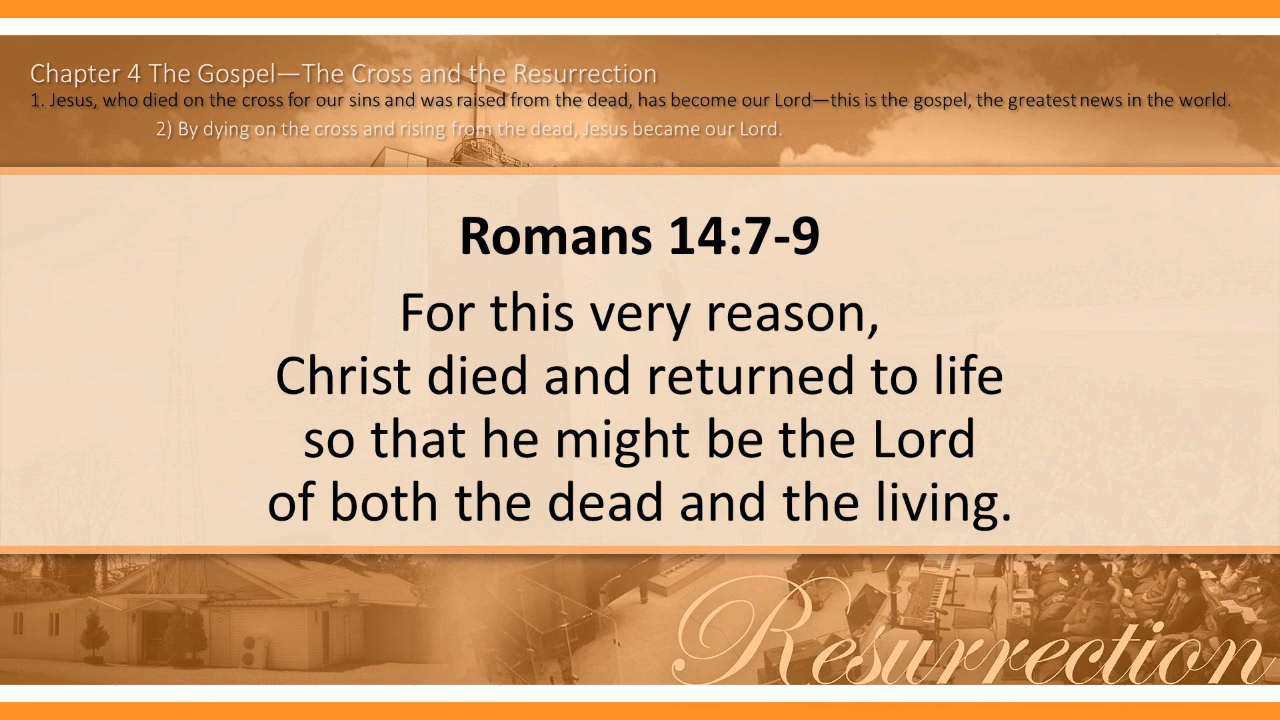 Chapter 4 The Gospel—The Cross and the Resurrection
1. Jesus, who died on the cross for our sins and was raised from the dead, has become our Lord—this is the gospel, the greatest news in the world.
2) By dying on the cross and rising from the dead, Jesus became our Lord.
Romans 14:7-9
For this very reason,
Christ died and returned to life
so that he might be the Lord
of both the dead and the living.
Resurrection